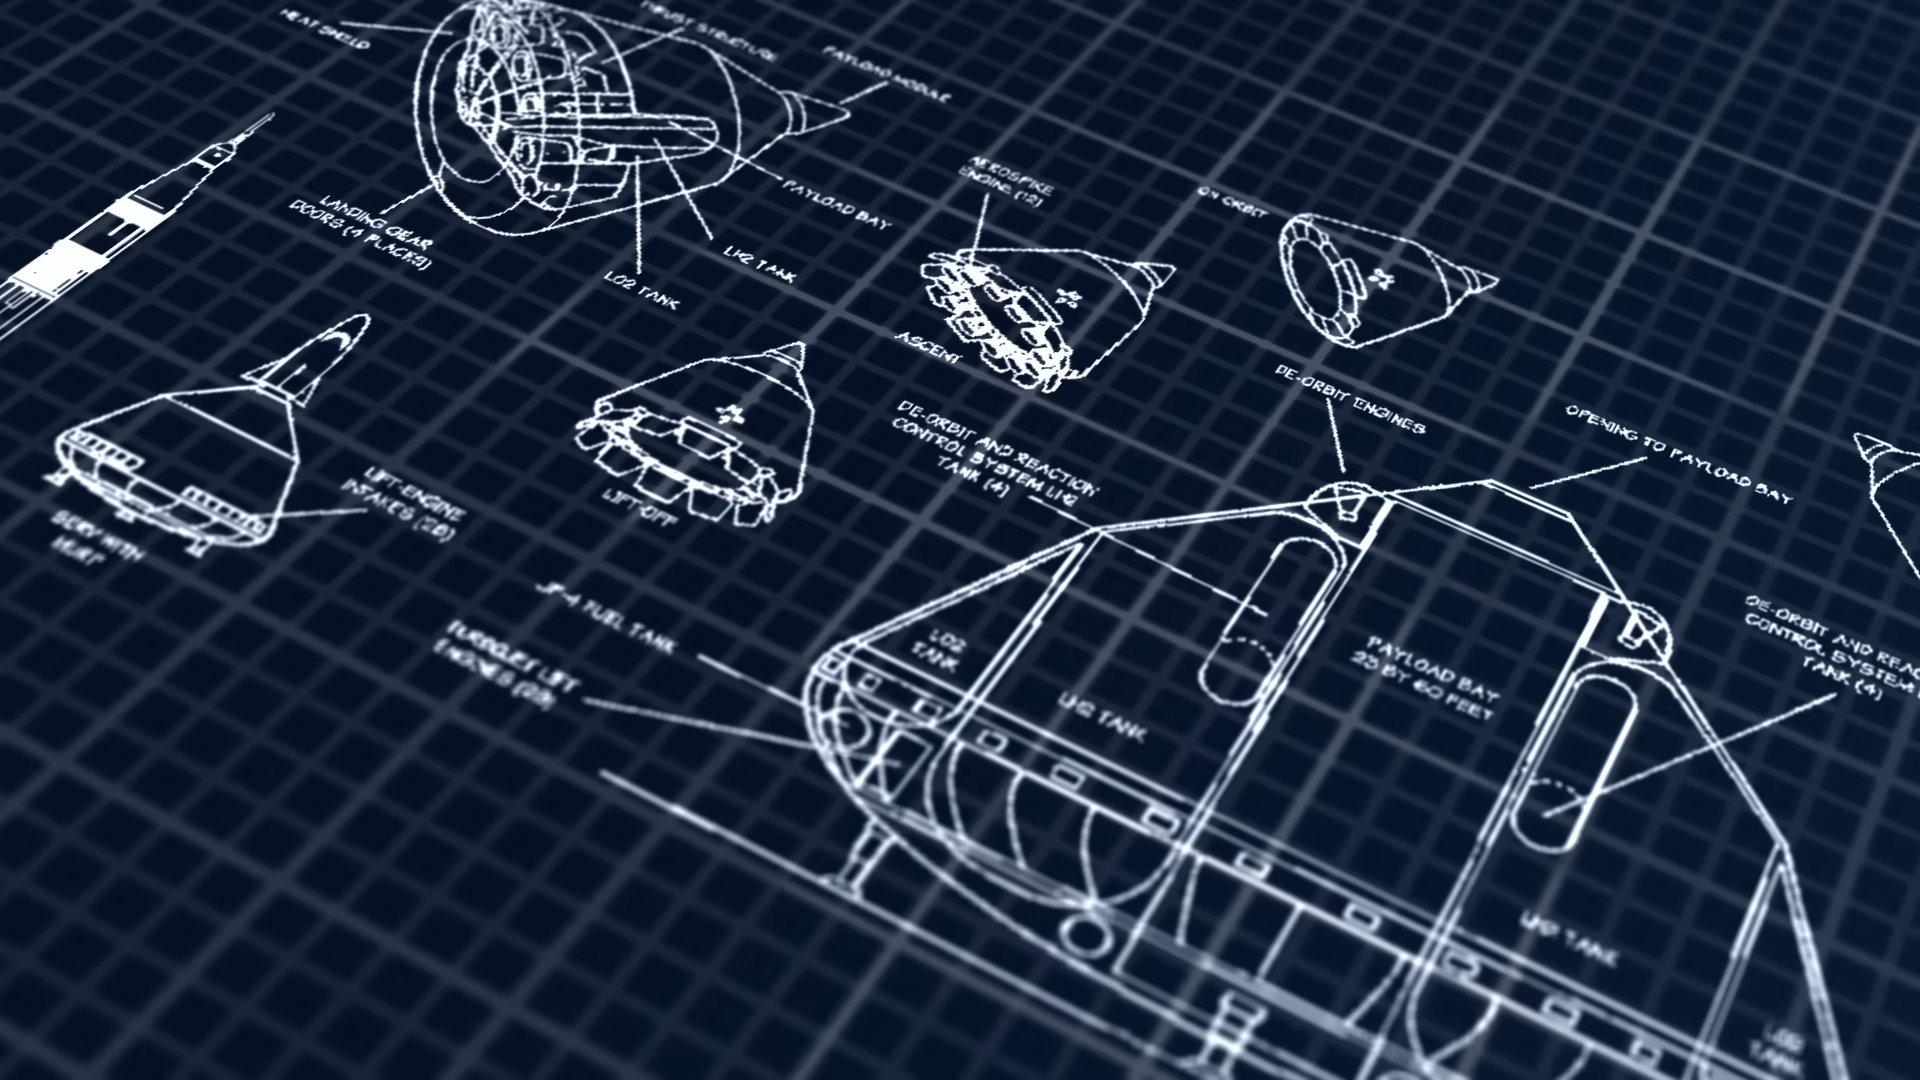 HEAT SHIELD
THRUST STRUCTURE
PAYLOAD MODULE
LANDING GEAR
DOORS (4 PLACES)
PAYLOAD BAY
LH2 TANK
LO2 TANK
AEROSPIKE
ENGINE (12)
ON ORBIT
ASCENT
LIFT-OFF
LIFT-ENGINE
INTAKES (28)
SERV WITH
MURP
DE-ORBIT AND REACTION
CONTROL SYSTEM LH2
TANK (4)
DE-ORBIT ENGINES
OPENING TO PAYLOAD BAY
JP-4 FUEL TANK
TURBOJET LIFT
ENGINES (28)
LO2
TANK
LH2 TANK
PAYLOAD BAY
23 BY 60 FEET
DE-ORBIT AND REAC
CONTROL SYSTEM
TANK (4)
LH2 TANK
LO2
TANK